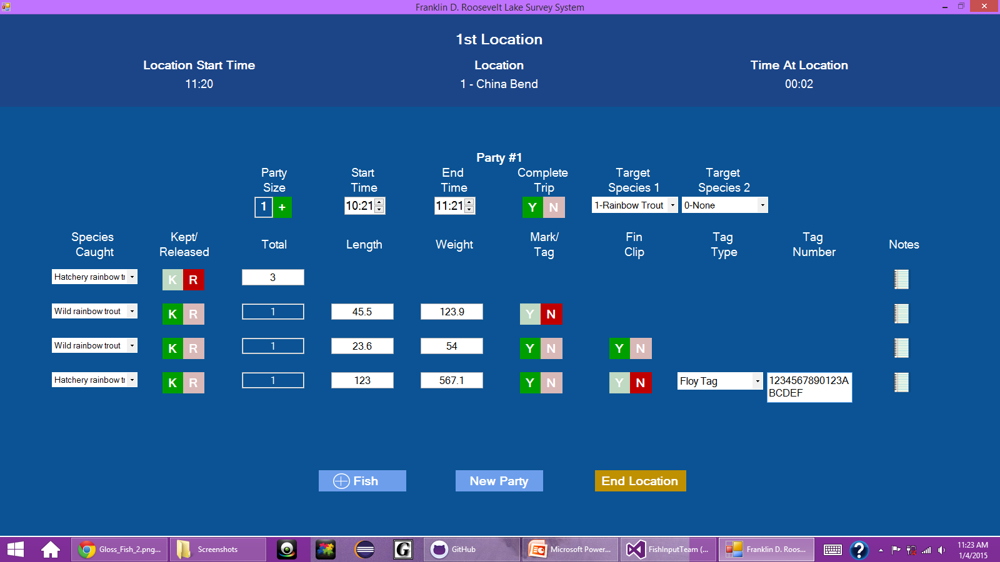 Franklin D. Roosevelt Lake Survey System
1st Location
Location Start Time
11:20
Location
1 - China Bend
Time At Location
00:02
Party #1
Party
Size
Start
Time
End
Time
Complete
Trip
Target
Species 1
Target
Species 2
1 +
10:21
11:21
Y N
1-Rainbow Trout
0-None
Species
Caught
Kept/
Released
Total
Length
Weight
Mark/
Tag
Fin
Clip
Tag
Type
Tag
Number
Notes
Hatchery rainbow tr K R 3
Wild rainbow trout K R 1 45.5 123.9 Y N
Wild rainbow trout K R 1 23.6 54 Y N Y N
Hatchery rainbow tr K R 1 123 567.1 Y N Y N Floy Tag 1234567890123A
BCDEF
Fish
New Party
End Location
Gloss_Fish_2.png...
Screenshots
G
GitHub
Microsoft Power...
FishInputTeam (...
Franklin D. Roos...
?
11:23 AM
1/4/2015